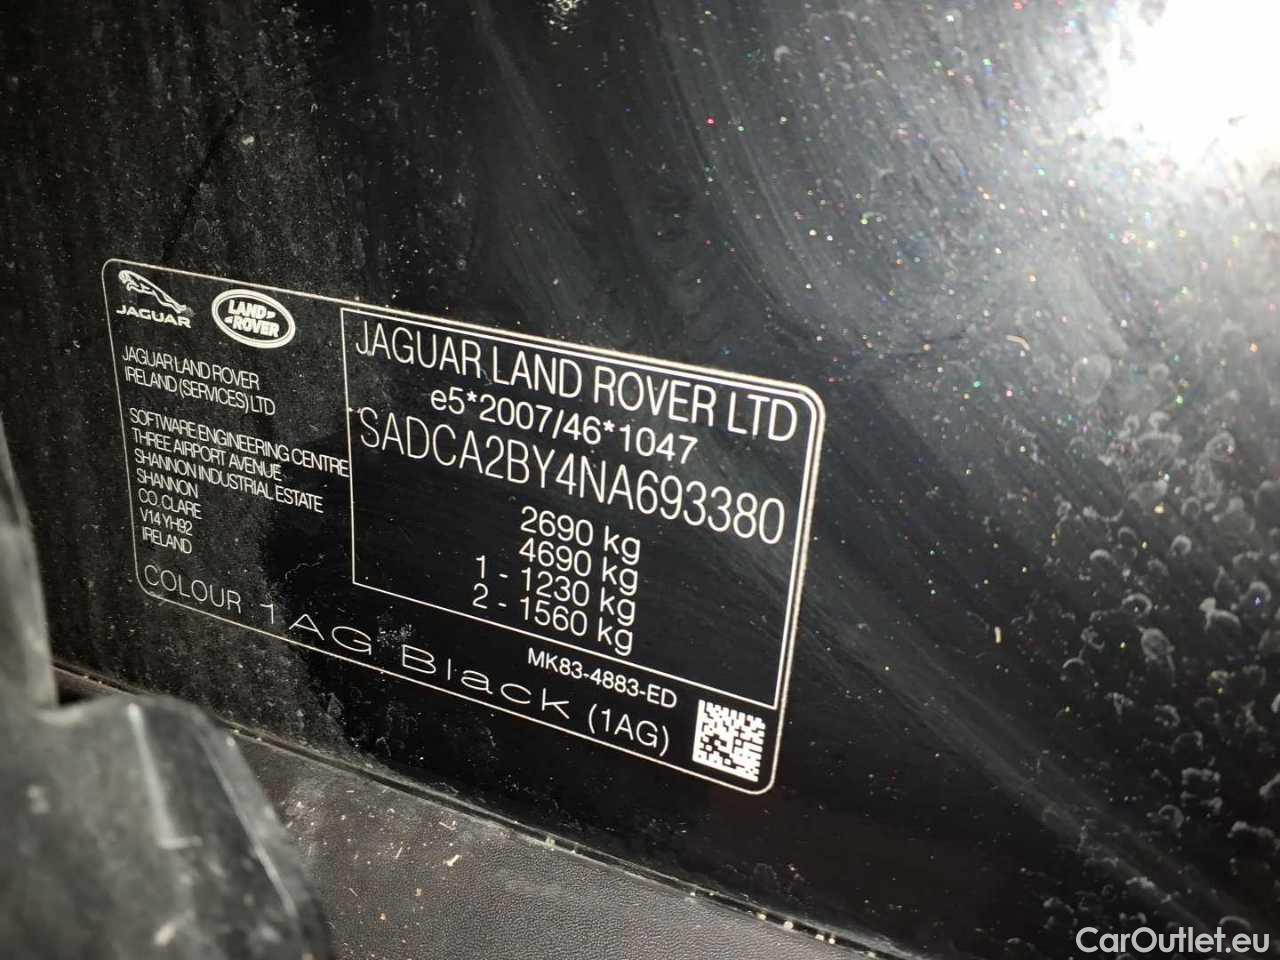 JAGUAR
LAND ROVER
JAGUAR LAND ROVER
IRELAND (SERVICES) LTD
SOFTWARE ENGINEERING CENTRE
THREE AIRPORT AVENUE
SHANNON INDUSTRIAL ESTATE
SHANNON
CO. CLARE
V14 YH92
IRELAND
JAGUAR LAND ROVER LTD
e5*2007/46*1047
SADCA2BY4NA693380
2690 kg
4690 kg
1 - 1230 kg
2 - 1560 kg
MK83-4883-ED
COLOUR 1AG Black (1AG)
CarOutlet.eu